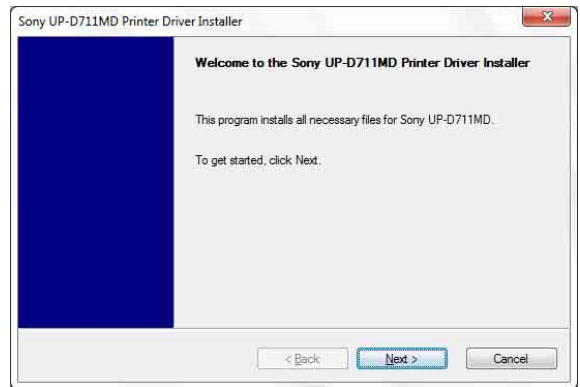 Sony UP-D711MD Printer Driver Installer
Welcome to the Sony UP-D711MD Printer Driver Installer
This program installs all necessary files for Sony UP-D711MD.
To get started, click Next.
< Back
Next >
Cancel